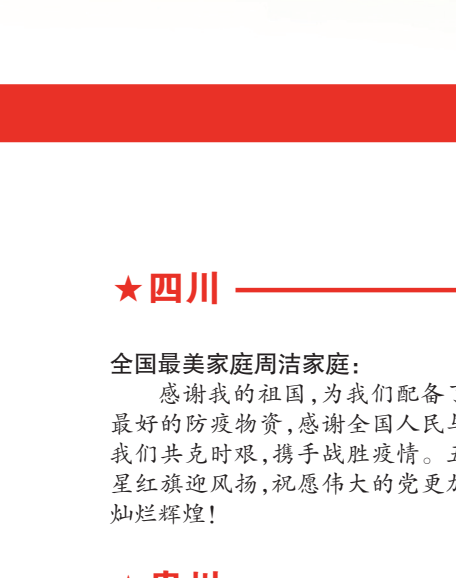 ★四川
全国最美家庭周洁家庭:
感谢我的祖国,为我们配备
最好的防疫物资,感谢全国人民
我们共克时艰,携手战胜疫情。
星红旗迎风扬,祝愿伟大的党更
灿烂辉煌!